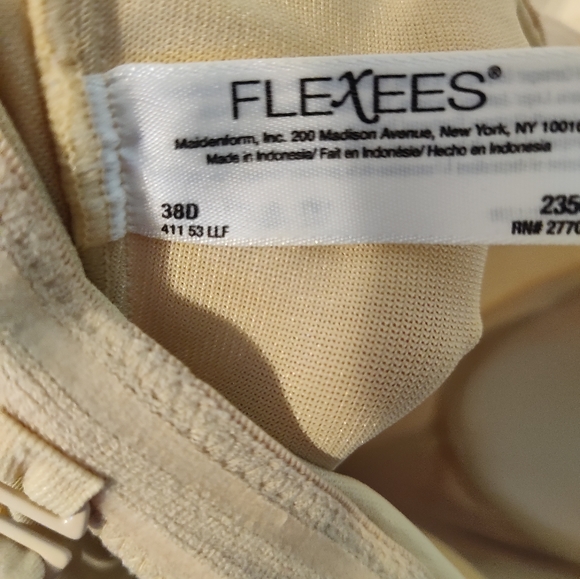 FLEXEES®
Maidenform, Inc. 200 Madison Avenue, New York, NY 10016
Made in Indonesia/ Fait en Indonésie/ Hecho en Indonesia
38D
411 53 LLF
235
RN# 2770